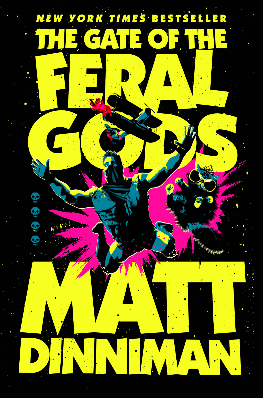 NEW YORK TIMES BESTSELLER
THE GATE OF THE
FERAL
GODS
MATT
DINNIMAN